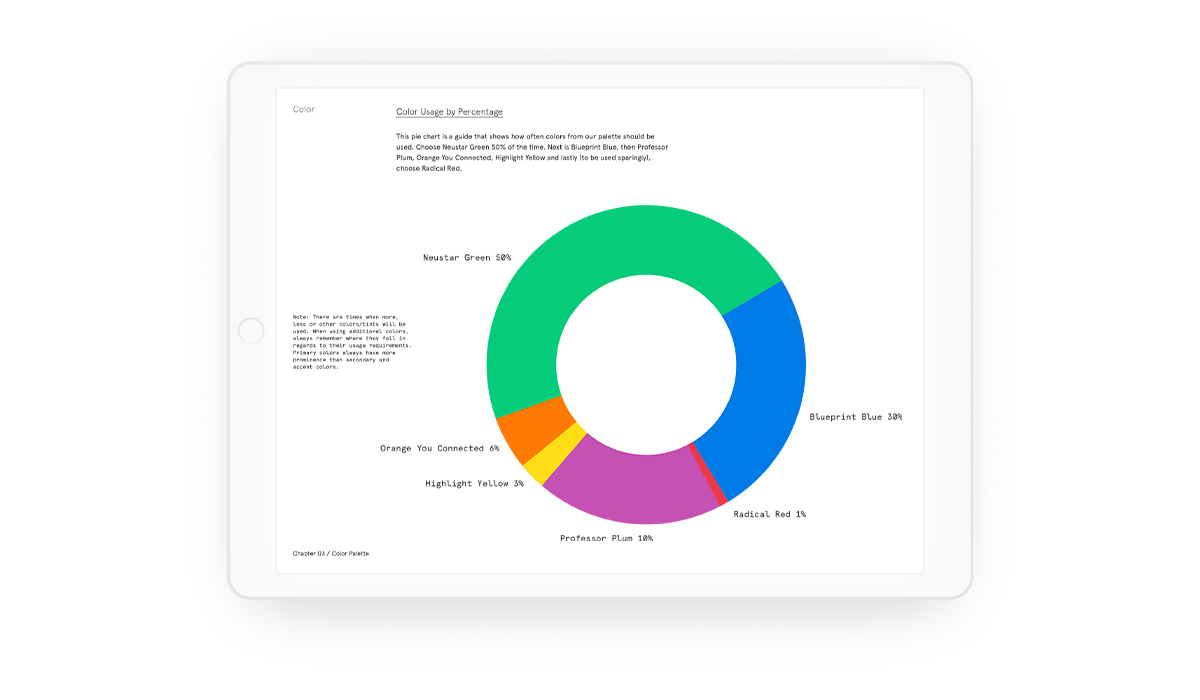 Color
Color Usage by Percentage
This pie chart is a guide that shows how often colors from our palette should be
used. Choose Neustar Green 50% of the time. Next is Blueprint Blue, then Professor
Plum, Orange You Connected, Highlight Yellow and lastly (to be used sparingly),
choose Radical Red.
Neustar Green 50%
Note: There are times when more,
less or other colors/tints will be
used. When using additional colors,
always remember where they fall in
regards to their usage requirements.
Primary colors always have more
prominence than secondary and
accent colors.
Blueprint Blue 30%
Orange You Connected 6%
Highlight Yellow 3%
Radical Red 1%
Professor Plum 10%
Chapter 03 / Color Palette